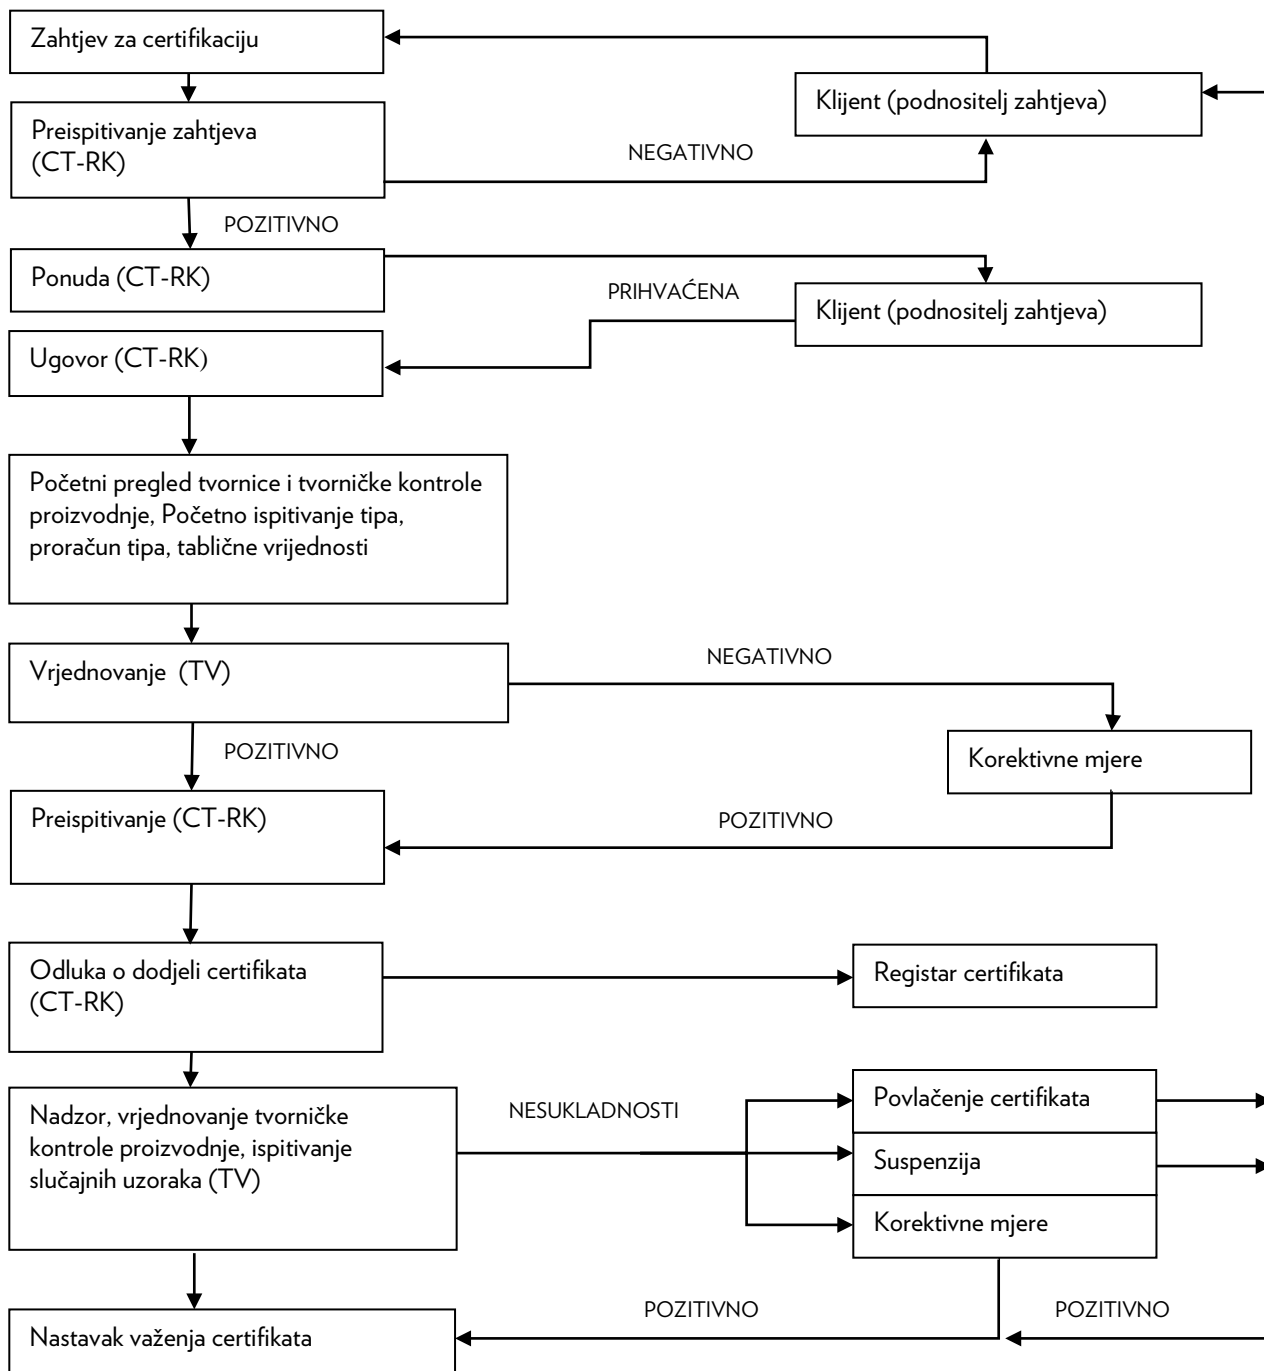 Zahtjev za certifikaciju
Klijent (podnositelj zahtjeva)
Preispitivanje zahtjeva
(CT-RK)
NEGATIVNO
POZITIVNO
Ponuda (CT-RK)
PRIHVAĆENA
Klijent (podnositelj zahtjeva)
Ugovor (CT-RK)
Početni pregled tvornice i tvorničke kontrole
proizvodnje, Početno ispitivanje tipa,
proračun tipa, tablične vrijednosti
Vrjednovanje (TV)
NEGATIVNO
POZITIVNO
Korektivne mjere
Preispitivanje (CT-RK)
POZITIVNO
Odluka o dodjeli certifikata
(CT-RK)
Registar certifikata
Nadzor, vrjednovanje tvorničke
kontrole proizvodnje, ispitivanje
slučajnih uzoraka (TV)
NESUKLADNOSTI
Povlačenje certifikata
Suspenzija
Korektivne mjere
POZITIVNO
POZITIVNO
Nastavak važenja certifikata